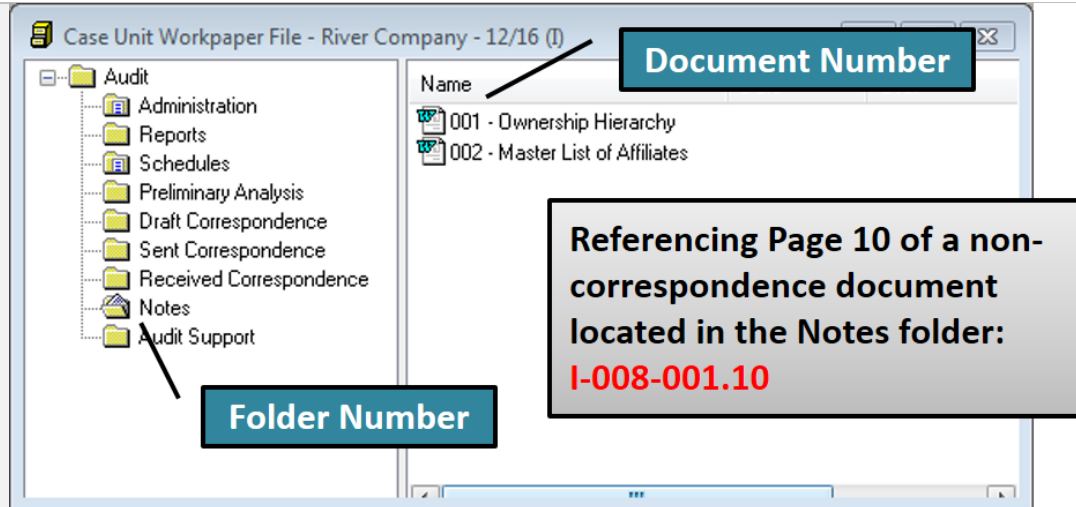 Case Unit Workpaper File - River Company - 12/16 (I)
Document Number
Audit
Administration
Reports
Schedules
Preliminary Analysis
Draft Correspondence
Sent Correspondence
Received Correspondence
Notes
Audit Support
Name
001 - Ownership Hierarchy
002 - Master List of Affiliates
Referencing Page 10 of a non-
correspondence document
located in the Notes folder:
I-008-001.10
Folder Number